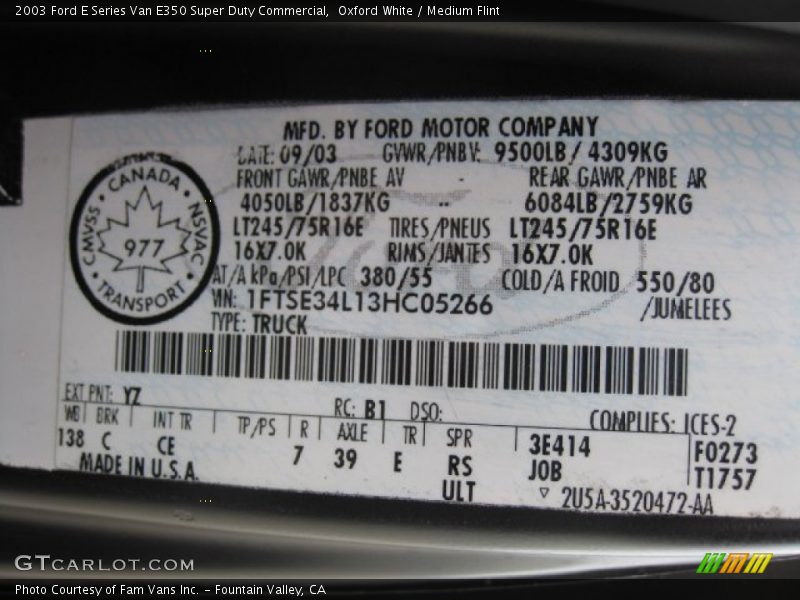 2003 Ford E Series Van E350 Super Duty Commercial,  Oxford White / Medium Flint
MFD. BY FORD MOTOR COMPANY
DATE: 09/03 GVWR/PNBV: 9500LB/ 4309KG
FRONT GAWR/PNBE AV - REAR GAWR/PNBE AR
4050LB/1837KG -- 6084LB/2759KG
LT245/75R16E TIRES/PNEUS LT245/75R16E
16X7.0K RIMS/JANTES 16X7.0K
AT/A kPa/PSI/LPC 380/55 COLD/A FROID 550/80
VIN: 1FTSE34L13HC05266 /JUMELEES
TYPE: TRUCK
CANADA
CMVSS · NSVAC
977
TRANSPORT
EXT PNT: YZ RC: B1 DSO: COMPLIES: ICES-2
WB BRK INT TR TP/PS R AXLE TR SPR 3E414 F0273
138 C CE 7 39 E RS JOB T1757
MADE IN U.S.A. ULT ▽ 2U5A-3520472-AA
GTCARLOT.COM
Photo Courtesy of Fam Vans Inc. - Fountain Valley, CA